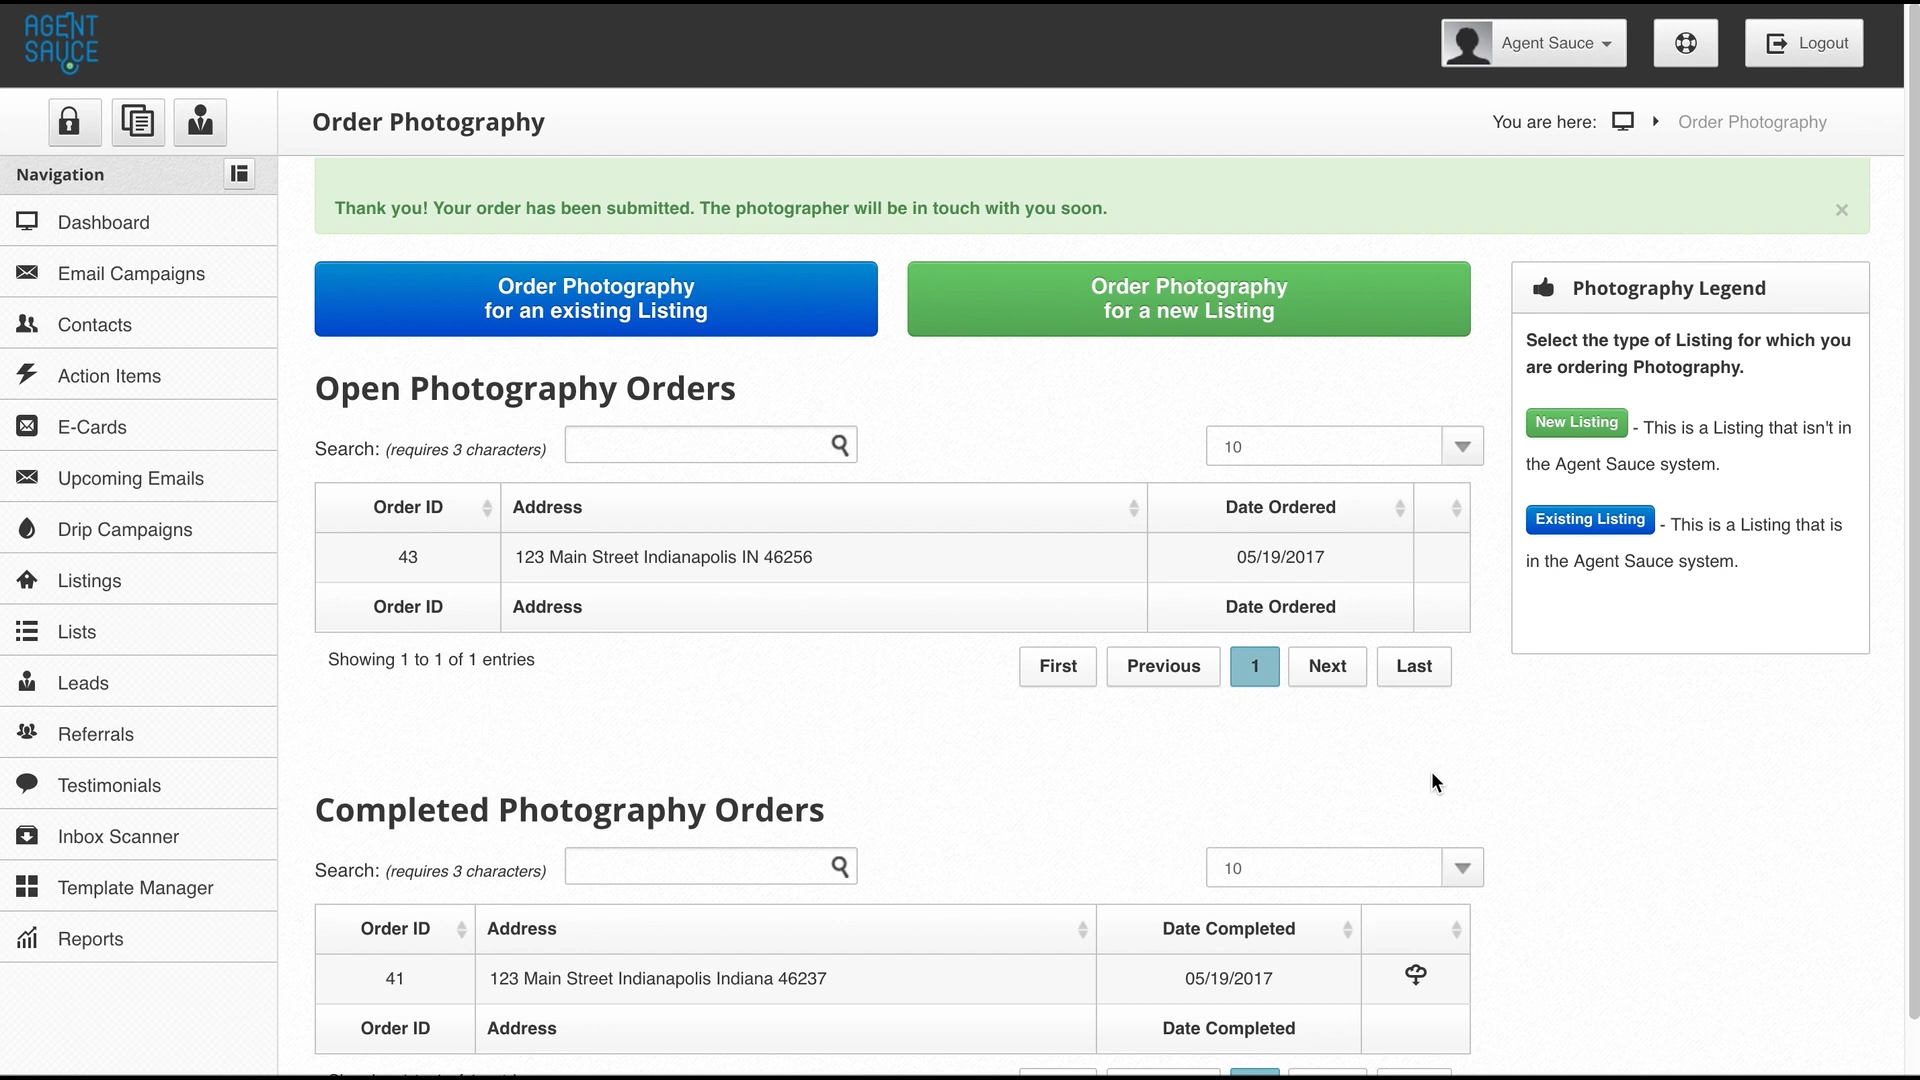 AGENT
SAUCE
Agent Sauce
Logout
Order Photography
You are here:
Order Photography
Navigation
Dashboard
Email Campaigns
Contacts
Action Items
E-Cards
Upcoming Emails
Drip Campaigns
Listings
Lists
Leads
Referrals
Testimonials
Inbox Scanner
Template Manager
Reports
Thank you! Your order has been submitted. The photographer will be in touch with you soon.
×
Order Photography
for an existing Listing
Order Photography
for a new Listing
Open Photography Orders
Search: (requires 3 characters)
10
Order ID Address Date Ordered
43 123 Main Street Indianapolis IN 46256 05/19/2017
Order ID Address Date Ordered
Showing 1 to 1 of 1 entries
First Previous 1 Next Last
Completed Photography Orders
Search: (requires 3 characters)
10
Order ID Address Date Completed
41 123 Main Street Indianapolis Indiana 46237 05/19/2017
Order ID Address Date Completed
Photography Legend
Select the type of Listing for which you
are ordering Photography.
New Listing - This is a Listing that isn't in
the Agent Sauce system.
Existing Listing - This is a Listing that is
in the Agent Sauce system.